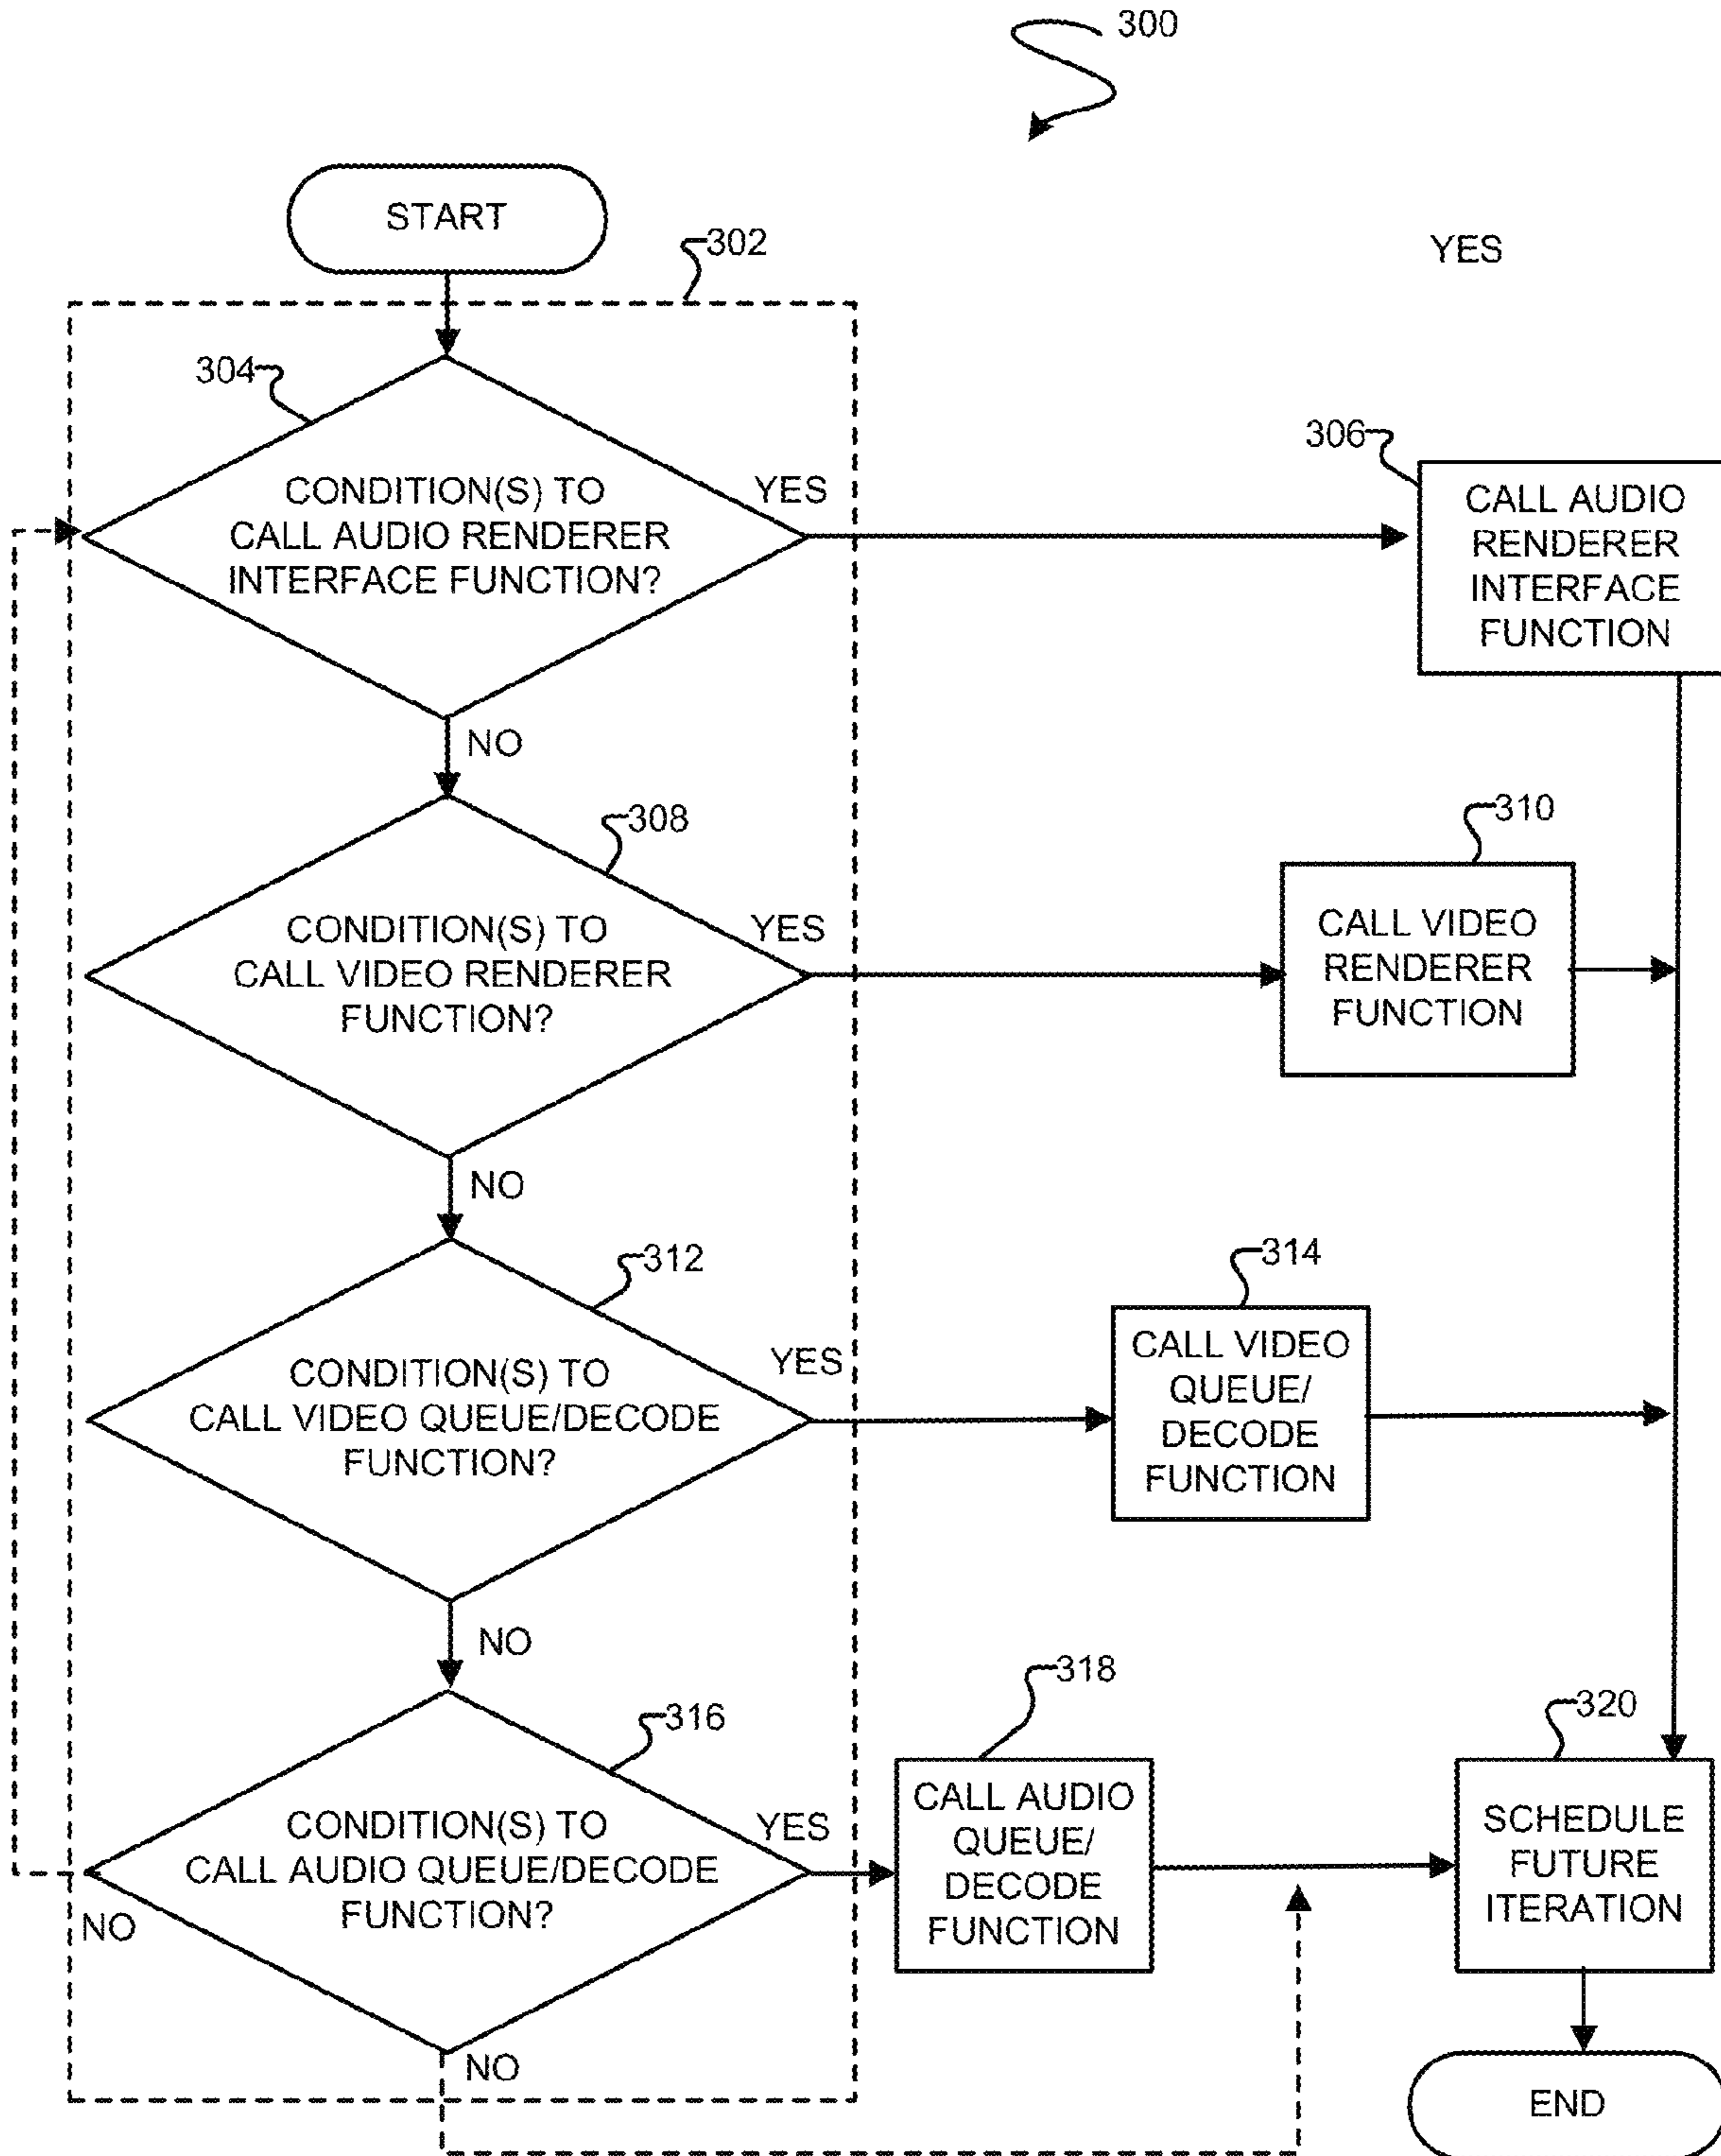 300
START
302
YES
304
CONDITION(S) TO
CALL AUDIO RENDERER
INTERFACE FUNCTION?
YES
306
CALL AUDIO
RENDERER
INTERFACE
FUNCTION
NO
308
CONDITION(S) TO
CALL VIDEO RENDERER
FUNCTION?
YES
310
CALL VIDEO
RENDERER
FUNCTION
NO
312
CONDITION(S) TO
CALL VIDEO QUEUE/DECODE
FUNCTION?
YES
314
CALL VIDEO
QUEUE/
DECODE
FUNCTION
NO
316
CONDITION(S) TO
CALL AUDIO QUEUE/DECODE
FUNCTION?
YES
NO
NO
318
CALL AUDIO
QUEUE/
DECODE
FUNCTION
320
SCHEDULE
FUTURE
ITERATION
END